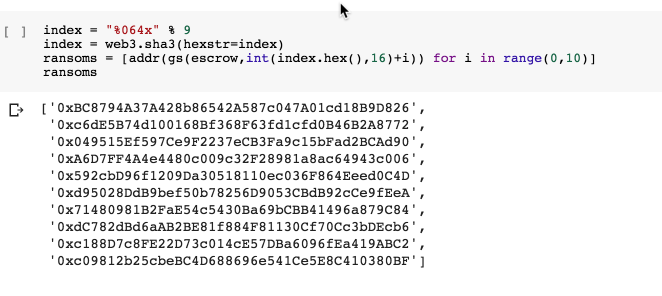 [ ] index = "%064x" % 9
index = web3.sha3(hexstr=index)
ransoms = [addr(gs(escrow,int(index.hex(),16)+i)) for i in range(0,10)]
ransoms
['0xBC8794A37A428b86542A587c047A01cd18B9D826',
'0xc6dE5B74d100168Bf368F63fd1cfd0B46B2A8772',
'0x049515Ef597Ce9F2237eCB3Fa9c15bFad2BCAd90',
'0xA6D7FF4A4e4480c009c32F28981a8ac64943c006',
'0x592cbD96f1209Da30518110ec036F864Eeed0C4D',
'0xd95028DdB9bef50b78256D9053CBdB92cCe9fEeA',
'0x71480981B2FaE54c5430Ba69bCBB41496a879C84',
'0xdC782dBd6aAB2BE81f884F81130Cf70Cc3bDEcb6',
'0xc188D7c8FE22D73c014cE57DBa6096fEa419ABC2',
'0xc09812b25cbeBC4D688696e541Ce5E8C410380BF']